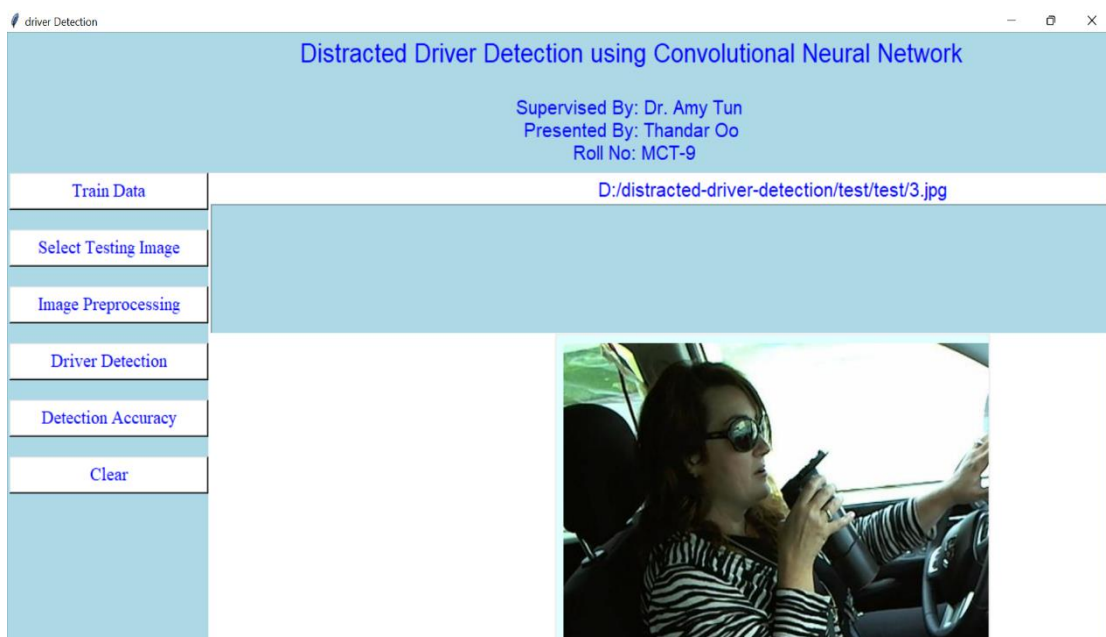 driver Detection
Distracted Driver Detection using Convolutional Neural Network
Supervised By: Dr. Amy Tun
Presented By: Thandar Oo
Roll No: MCT-9
Train Data
D:/distracted-driver-detection/test/test/3.jpg
Select Testing Image
Image Preprocessing
Driver Detection
Detection Accuracy
Clear